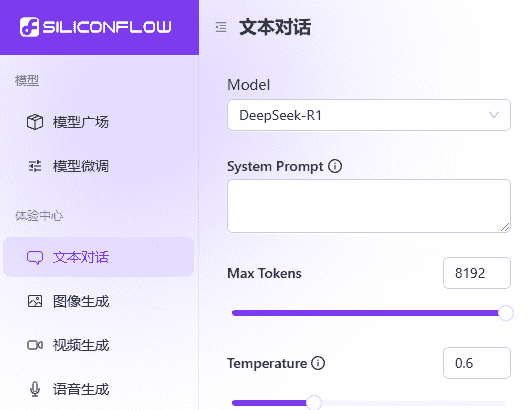 SILICONFLOW
模型
模型广场
模型微调
体验中心
文本对话
图像生成
视频生成
语音生成
文本对话
Model
DeepSeek-R1
System Prompt
Max Tokens
8192
Temperature
0.6